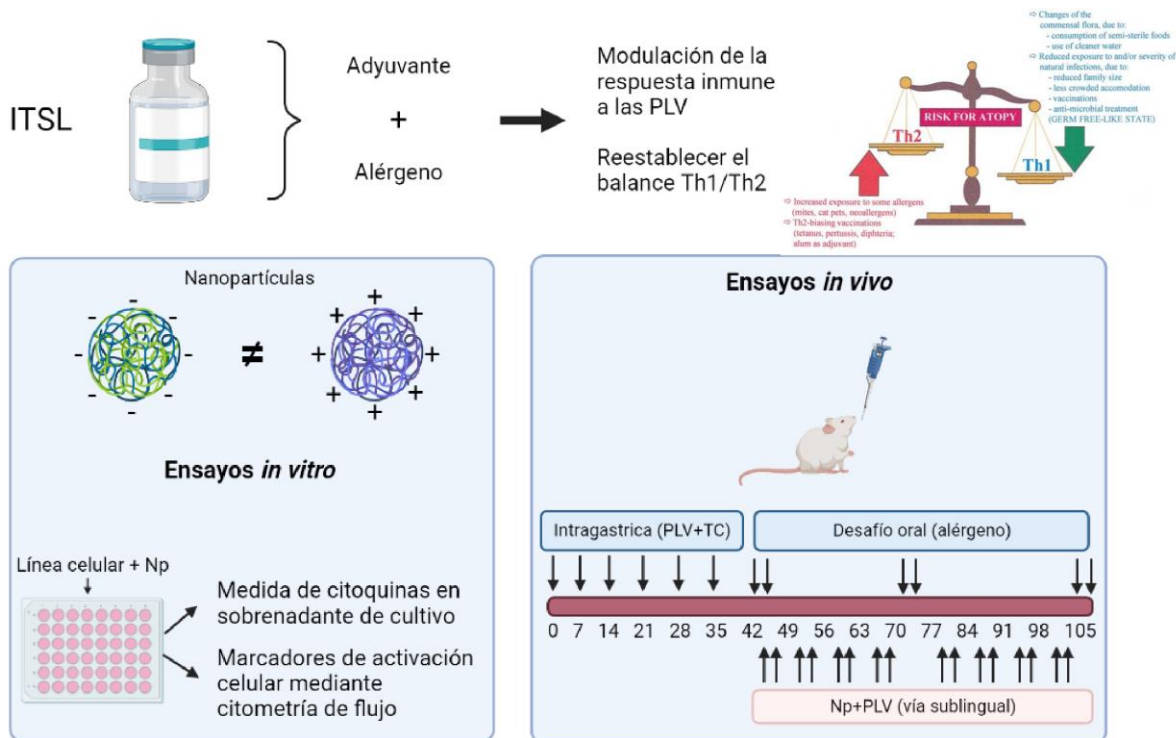 ITSL
Adyuvante
+
Alérgeno
Modulación de la
respuesta inmune
a las PLV
Reestablecer el
balance Th1/Th2
⇨ Changes of the
commensal flora, due to:
- consumption of semi-sterile foods
- use of cleaner water
⇨ Reduced exposure to and/or severity of
natural infections, due to:
- reduced family size
- less crowded accomodation
- vaccinations
- anti-microbial treatment
(GERM FREE-LIKE STATE)
RISK FOR ATOPY
Th2
Th1
⇨ Increased exposure to some allergens
(mites, cat pets, neoallergens)
⇨ Th2-biasing vaccinations
(tetanus, pertussis, diphteria;
alum as adjuvant)
Nanopartículas
- - - - - - - -
≠
+ + + + + + + +
Ensayos in vitro
Línea celular + Np
Medida de citoquinas en
sobrenadante de cultivo
Marcadores de activación
celular mediante
citometría de flujo
Ensayos in vivo
Intragastrica (PLV+TC)
Desafío oral (alérgeno)
0 7 14 21 28 35 42 49 56 63 70 77 84 91 98 105
Np+PLV (vía sublingual)